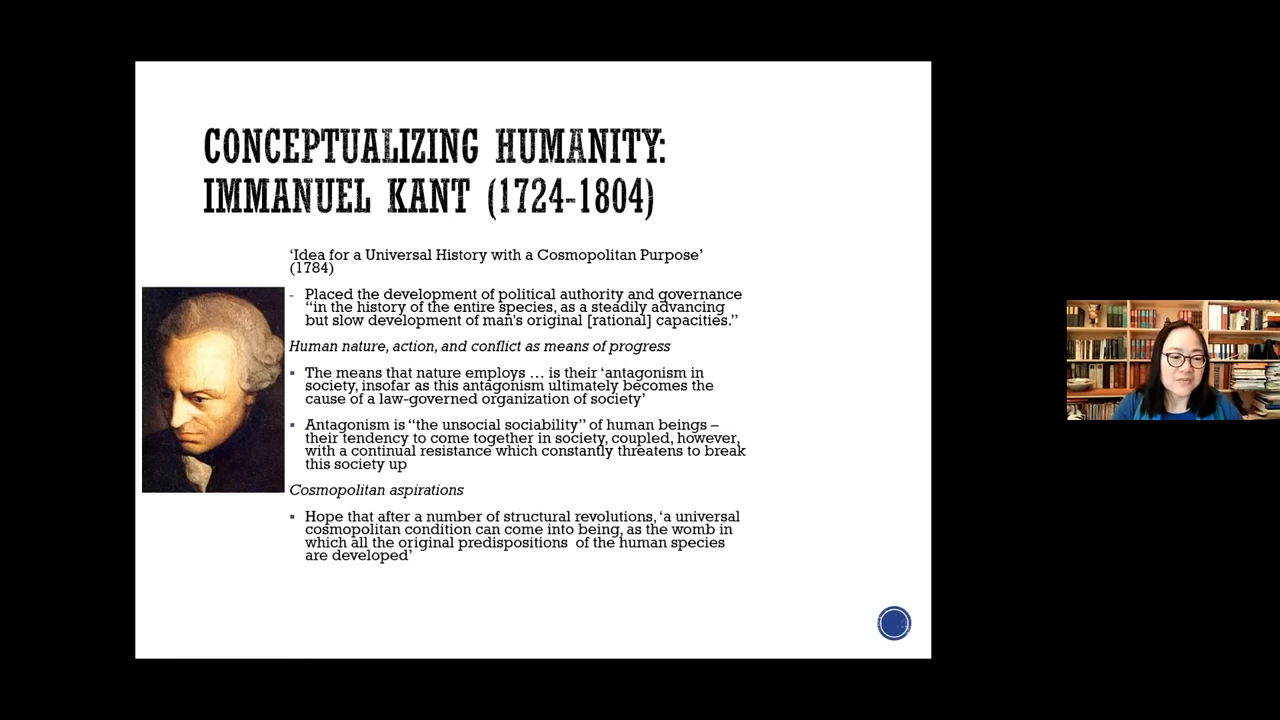 CONCEPTUALIZING HUMANITY:
IMMANUEL KANT (1724-1804)
‘Idea for a Universal History with a Cosmopolitan Purpose’
(1784)
- Placed the development of political authority and governance
“in the history of the entire species, as a steadily advancing
but slow development of man's original [rational] capacities.”
Human nature, action, and conflict as means of progress
▪ The means that nature employs … is their ‘antagonism in
society, insofar as this antagonism ultimately becomes the
cause of a law-governed organization of society’
▪ Antagonism is “the unsocial sociability” of human beings –
their tendency to come together in society, coupled, however,
with a continual resistance which constantly threatens to break
this society up
Cosmopolitan aspirations
▪ Hope that after a number of structural revolutions, ‘a universal
cosmopolitan condition can come into being, as the womb in
which all the original predispositions of the human species
are developed’